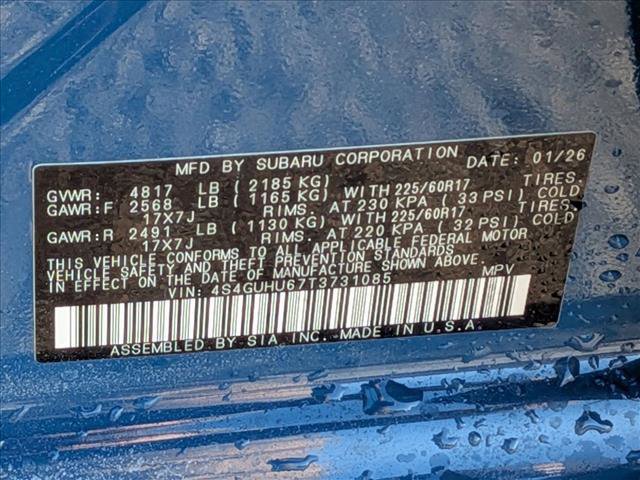 MFD BY SUBARU CORPORATION DATE: 01/26
GVWR: 4817 LB (2185 KG)
GAWR:F 2568 LB (1165 KG) WITH 225/60R17 TIRES,
17X7J RIMS, AT 230 KPA (33 PSI) COLD
GAWR:R 2491 LB (1130 KG) WITH 225/60R17 TIRES,
17X7J RIMS, AT 220 KPA (32 PSI) COLD
THIS VEHICLE CONFORMS TO ALL APPLICABLE FEDERAL MOTOR
VEHICLE SAFETY AND THEFT PREVENTION STANDARDS
IN EFFECT ON THE DATE OF MANUFACTURE SHOWN ABOVE.
VIN: 4S4GUHU67T3731085 MPV
ASSEMBLED BY SIA, INC. MADE IN U.S.A.